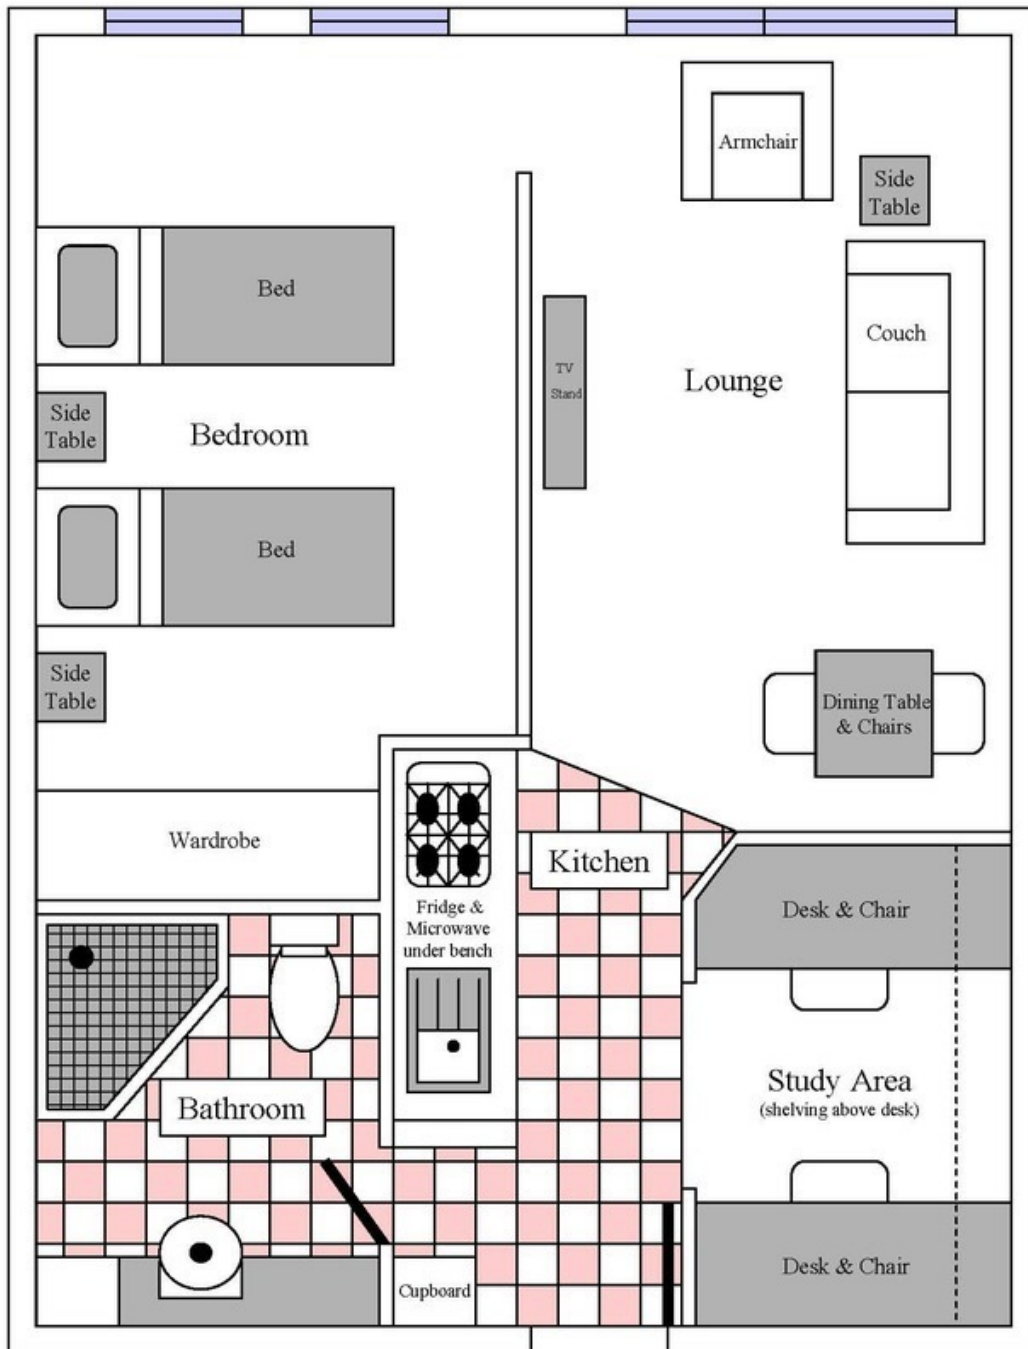 Armchair
Side
Table
Bed
Couch
TV
Stand
Lounge
Side
Table
Bedroom
Bed
Side
Table
Dining Table
& Chairs
Wardrobe
Kitchen
Fridge &
Microwave
under bench
Desk & Chair
Bathroom
Study Area
(shelving above desk)
Cupboard
Desk & Chair